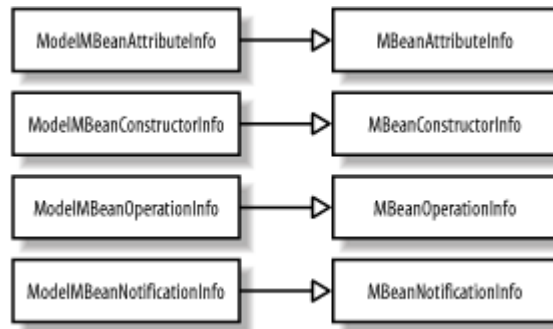 ModelMBeanAttributeInfo MBeanAttributeInfo
ModelMBeanConstructorInfo MBeanConstructorInfo
ModelMBeanOperationInfo MBeanOperationInfo
ModelMBeanNotificationInfo MBeanNotificationInfo